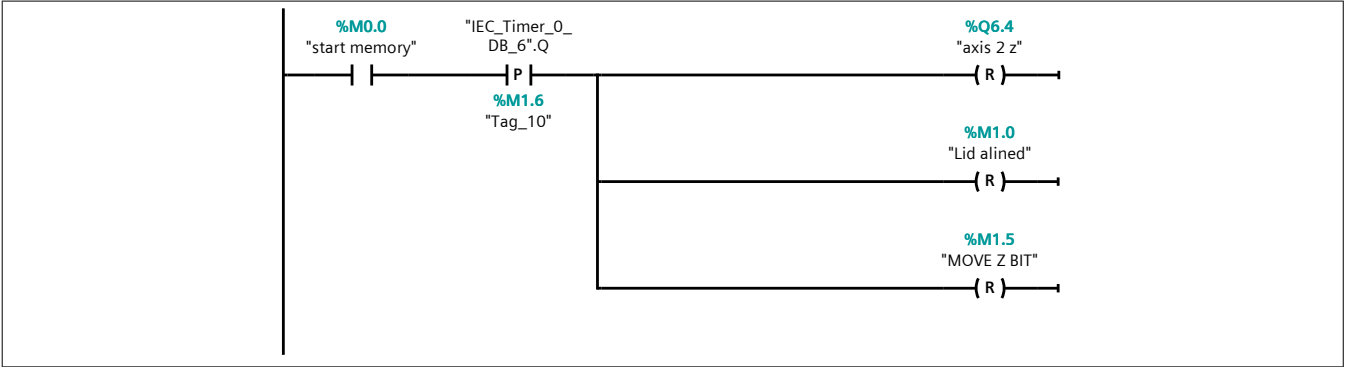 %M0.0
"start memory"
"IEC_Timer_0_
DB_6".Q
P
%M1.6
"Tag_10"
%Q6.4
"axis 2 z"
R
%M1.0
"Lid alined"
R
%M1.5
"MOVE Z BIT"
R